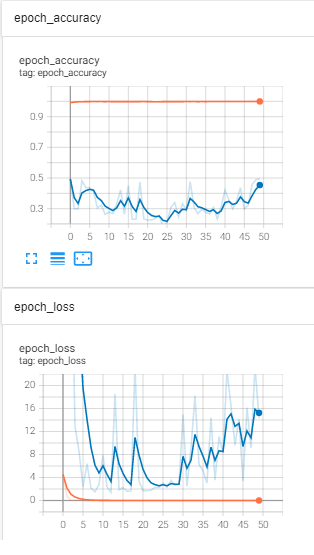 epoch_accuracy
epoch_accuracy
tag: epoch_accuracy
0.9
0.7
0.5
0.3
0 5 10 15 20 25 30 35 40 45 50
epoch_loss
epoch_loss
tag: epoch_loss
20
16
12
8
4
0
0 5 10 15 20 25 30 35 40 45 50